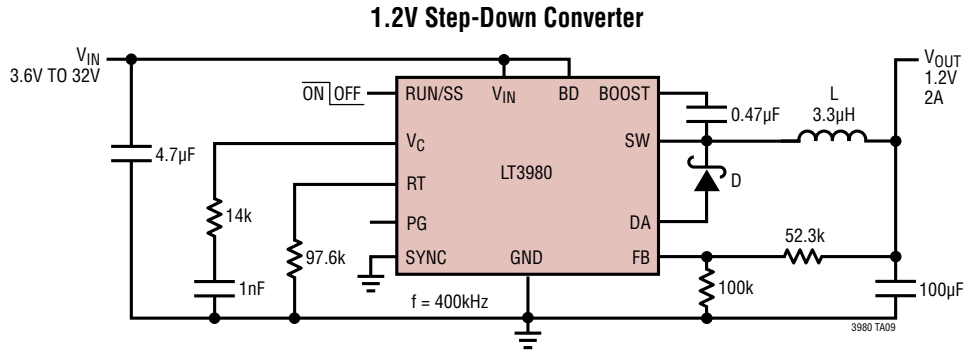 1.2V Step-Down Converter
VIN
3.6V TO 32V
VOUT
1.2V
2A
ON OFF
RUN/SS
VIN
BD
BOOST
L
3.3µH
0.47µF
4.7µF
VC
SW
LT3980
RT
D
14k
PG
DA
52.3k
97.6k
SYNC
GND
FB
1nF
f = 400kHz
100k
100µF
3980 TA09